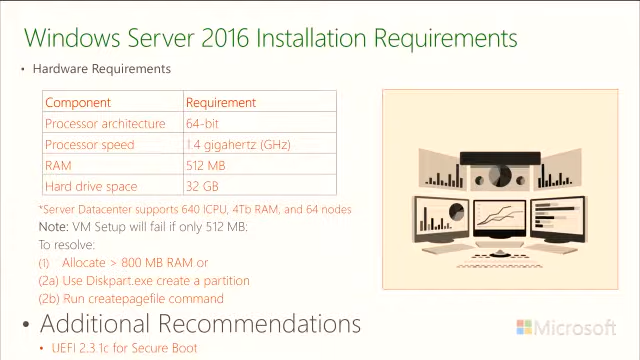 Windows Server 2016 Installation Requirements
• Hardware Requirements
Component Requirement
Processor architecture 64-bit
Processor speed 1.4 gigahertz (GHz)
RAM 512 MB
Hard drive space 32 GB
*Server Datacenter supports 640 lCPU, 4Tb RAM, and 64 nodes
Note: VM Setup will fail if only 512 MB:
To resolve:
(1) Allocate > 800 MB RAM or
(2a) Use Diskpart.exe create a partition
(2b) Run createpagefile command
• Additional Recommendations
• UEFI 2.3 1c for Secure Boot
Microsoft